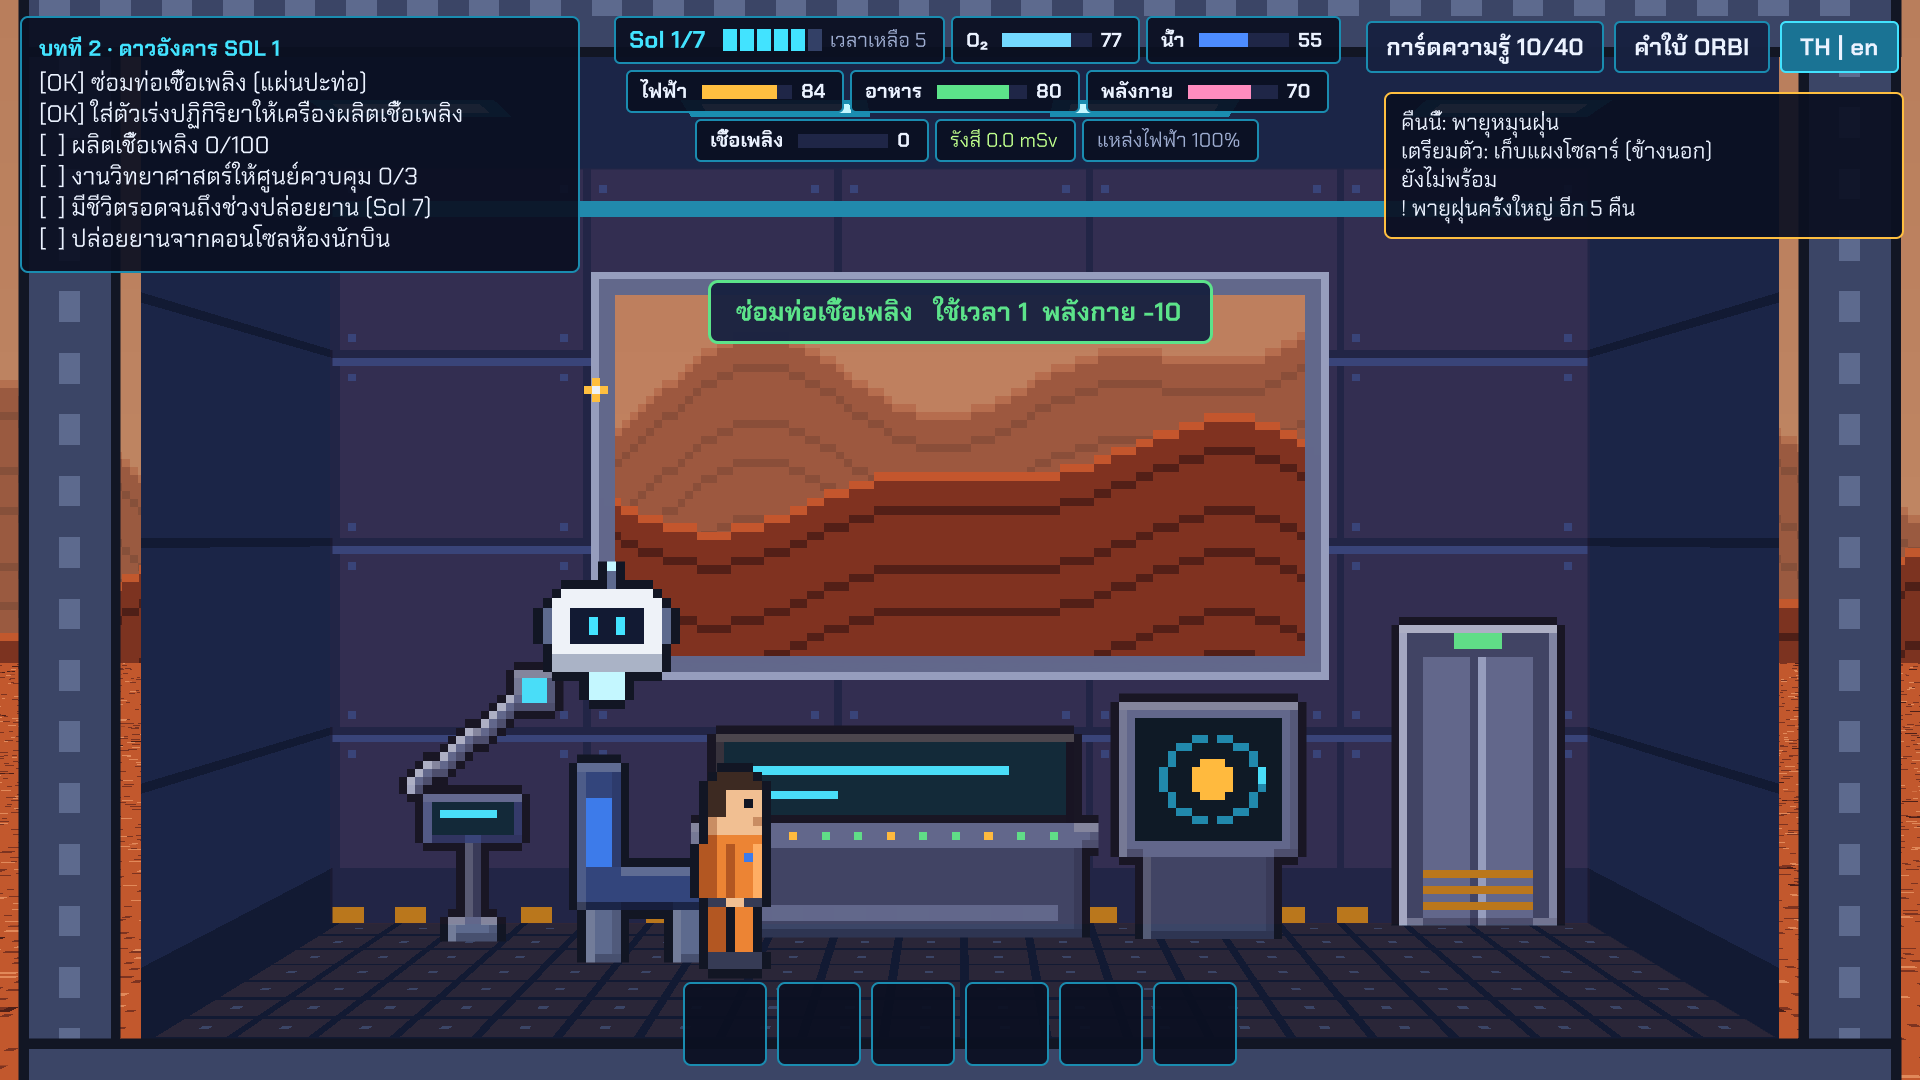 บทที่ 2 · ดาวอังคาร SOL 1
[OK] ซ่อมท่อเชื้อเพลิง (แผ่นปะท่อ)
[OK] ใส่ตัวเร่งปฏิกิริยาให้เครื่องผลิตเชื้อเพลิง
[ ] ผลิตเชื้อเพลิง 0/100
[ ] งานวิทยาศาสตร์ให้ศูนย์ควบคุม 0/3
[ ] มีชีวิตรอดจนถึงช่วงปล่อยยาน (Sol 7)
[ ] ปล่อยยานจากคอนโซลห้องนักบิน
Sol 1/7 เวลาเหลือ 5
O₂ 77
น้ำ 55
ไฟฟ้า 84
อาหาร 80
พลังกาย 70
เชื้อเพลิง 0
รังสี 0.0 mSv
แหล่งไฟฟ้า 100%
การ์ดความรู้ 10/40
คำใบ้ ORBI
TH | en
คืนนี้: พายุหมุนฝุ่น
เตรียมตัว: เก็บแผงโซลาร์ (ข้างนอก)
ยังไม่พร้อม
! พายุฝุ่นครั้งใหญ่ อีก 5 คืน
ซ่อมท่อเชื้อเพลิง ใช้เวลา 1 พลังกาย -10